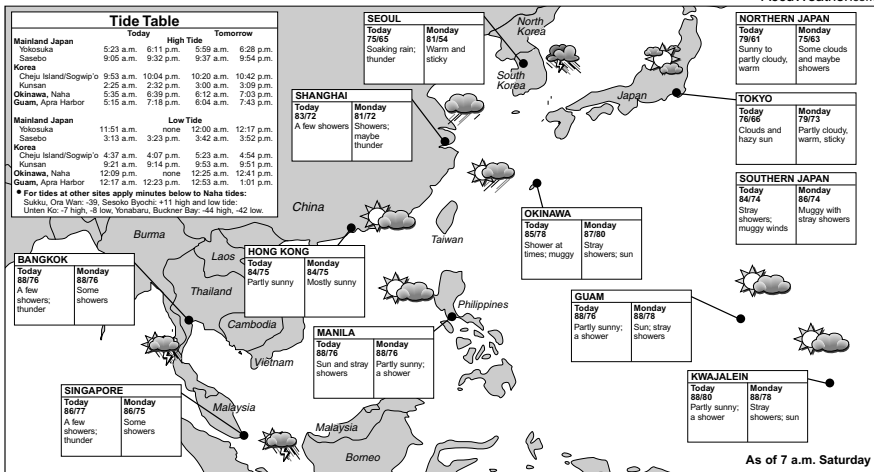 Tide Table
Today Tomorrow
High Tide
Mainland Japan
Yokosuka 5:23 a.m. 6:11 p.m. 5:59 a.m. 6:28 p.m.
Sasebo 9:05 a.m. 9:32 p.m. 9:37 a.m. 9:54 p.m.
Korea
Cheju Island/Sogwip'o 9:53 a.m. 10:04 p.m. 10:20 a.m. 10:42 p.m.
Kunsan 2:25 a.m. 2:32 p.m. 3:00 a.m. 3:09 p.m.
Okinawa, Naha 5:35 a.m. 6:39 p.m. 6:12 a.m. 7:03 p.m.
Guam, Apra Harbor 5:15 a.m. 7:18 p.m. 6:04 a.m. 7:43 p.m.
Mainland Japan Low Tide
Yokosuka 11:51 a.m. none 12:00 a.m. 12:17 p.m.
Sasebo 3:13 a.m. 3:23 p.m. 3:42 a.m. 3:52 p.m.
Korea
Cheju Island/Sogwip'o 4:37 a.m. 4:07 p.m. 5:23 a.m. 4:54 p.m.
Kunsan 9:21 a.m. 9:14 p.m. 9:53 a.m. 9:51 p.m.
Okinawa, Naha 12:09 p.m. none 12:25 a.m. 12:41 p.m.
Guam, Apra Harbor 12:17 a.m. 12:23 p.m. 12:53 a.m. 1:01 p.m.
• For tides at other sites apply minutes below to Naha tides:
Sukku, Ora Wan: -39, Sesoko Byochi: +11 high and low tide:
Unten Ko: -7 high, -8 low, Yonabaru, Buckner Bay: -44 high, -42 low.
SEOUL
Today Monday
75/65 81/54
Soaking rain; Warm and
thunder sticky
North
Korea
South
Korea
Japan
NORTHERN JAPAN
Today Monday
79/61 75/63
Sunny to Some clouds
partly cloudy, and maybe
warm showers
SHANGHAI
Today Monday
83/72 81/72
A few showers Showers;
maybe
thunder
TOKYO
Today Monday
76/66 79/73
Clouds and Partly cloudy,
hazy sun warm, sticky
SOUTHERN JAPAN
Today Monday
84/74 86/74
Stray Muggy with
showers; stray showers
muggy winds
China
Taiwan
OKINAWA
Today Monday
85/78 87/80
Shower at Stray
times; muggy showers; sun
Burma
Laos
Thailand
Cambodia
Vietnam
HONG KONG
Today Monday
84/75 84/75
Partly sunny Mostly sunny
BANGKOK
Today Monday
88/76 88/76
A few Some
showers; showers
thunder
Philippines
GUAM
Today Monday
88/76 88/78
Partly sunny; Sun; stray
a shower showers
MANILA
Today Monday
88/76 88/76
Sun and stray Partly sunny;
showers a shower
KWAJALEIN
Today Monday
88/80 88/78
Partly sunny; Stray
a shower showers; sun
SINGAPORE
Today Monday
86/77 86/75
A few Some
showers; showers
thunder
Malaysia
Malaysia
Borneo
As of 7 a.m. Saturday